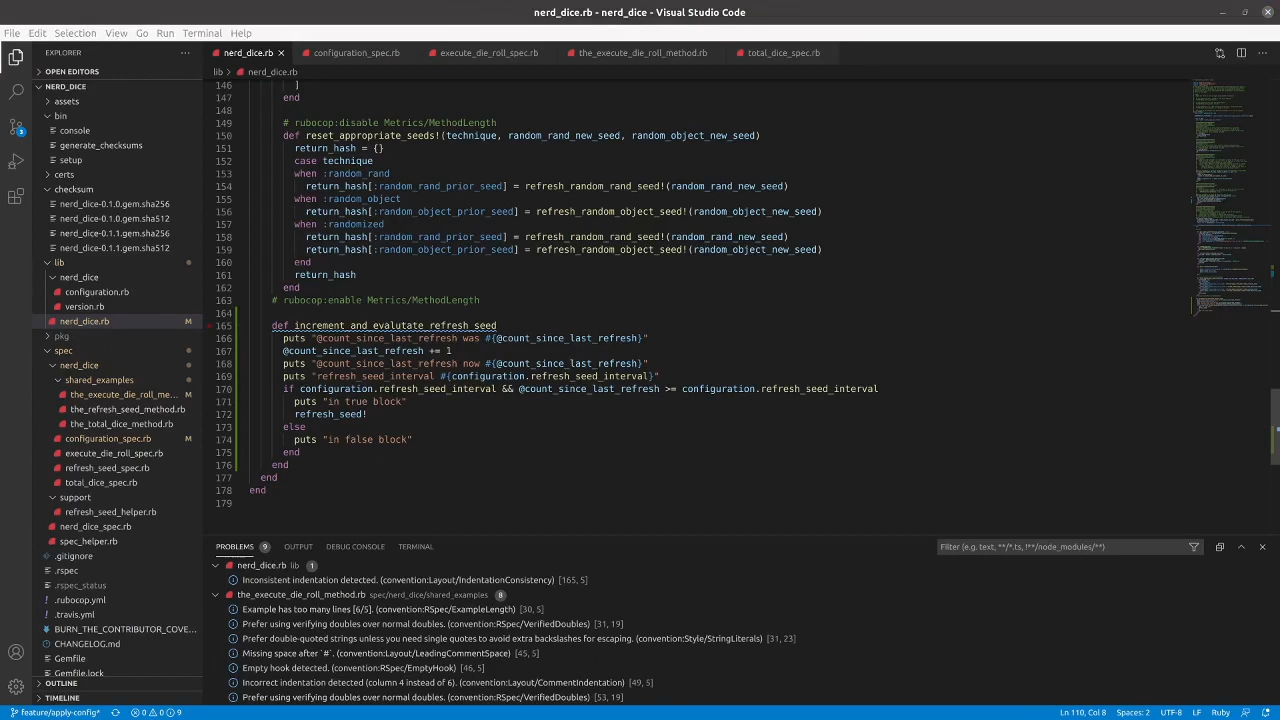 nerd_dice.rb - nerd_dice - Visual Studio Code
File Edit Selection View Go Run Terminal Help
EXPLORER
OPEN EDITORS
NERD_DICE
assets
bin
console
generate_checksums
setup
certs
checksum
nerd_dice-0.1.0.gem.sha256
nerd_dice-0.1.0.gem.sha512
nerd_dice-0.1.1.gem.sha256
nerd_dice-0.1.1.gem.sha512
lib
nerd_dice
configuration.rb
version.rb
nerd_dice.rb M
pkg
spec
nerd_dice
shared_examples
the_execute_die_roll_me... M
the_refresh_seed_method.rb
the_total_dice_method.rb
configuration_spec.rb M
execute_die_roll_spec.rb
refresh_seed_spec.rb
total_dice_spec.rb
support
refresh_seed_helper.rb
nerd_dice_spec.rb
spec_helper.rb
.gitignore
.rspec
.rspec_status
.rubocop.yml
.travis.yml
BURN_THE_CONTRIBUTOR_COVE...
CHANGELOG.md
Gemfile
Gemfile.lock
OUTLINE
TIMELINE
3
nerd_dice.rb configuration_spec.rb execute_die_roll_spec.rb the_execute_die_roll_method.rb total_dice_spec.rb
lib > nerd_dice.rb
146 ]
147 end
148
149 # rubocop:disable Metrics/MethodLength
150 def reset_appropriate_seeds!(technique, random_rand_new_seed, random_object_new_seed)
151 return_hash = {}
152 case technique
153 when :random_rand
154 return_hash[:random_rand_prior_seed] = refresh_random_rand_seed!(random_rand_new_seed)
155 when :random_object
156 return_hash[:random_object_prior_seed] = refresh_random_object_seed!(random_object_new_seed)
157 when :randomized
158 return_hash[:random_rand_prior_seed] = refresh_random_rand_seed!(random_rand_new_seed)
159 return_hash[:random_object_prior_seed] = refresh_random_object_seed!(random_object_new_seed)
160 end
161 return_hash
162 end
163 # rubocop:enable Metrics/MethodLength
164
165 def increment_and_evalutate_refresh_seed
166 puts "@count_since_last_refresh was #{@count_since_last_refresh}"
167 @count_since_last_refresh += 1
168 puts "@count_since_last_refresh now #{@count_since_last_refresh}"
169 puts "refresh_seed_interval #{configuration.refresh_seed_interval}"
170 if configuration.refresh_seed_interval && @count_since_last_refresh >= configuration.refresh_seed_interval
171 puts "in true block"
172 refresh_seed!
173 else
174 puts "in false block"
175 end
176 end
177 end
178 end
179
PROBLEMS 9 OUTPUT DEBUG CONSOLE TERMINAL Filter (e.g. text, **/*.ts, !**/node_modules/**)
nerd_dice.rb lib 1
Inconsistent indentation detected. (convention:Layout/IndentationConsistency) [165, 5]
the_execute_die_roll_method.rb spec/nerd_dice/shared_examples 8
Example has too many lines [6/5]. (convention:RSpec/ExampleLength) [30, 5]
Prefer using verifying doubles over normal doubles. (convention:RSpec/VerifiedDoubles) [31, 19]
Prefer double-quoted strings unless you need single quotes to avoid extra backslashes for escaping. (convention:Style/StringLiterals) [31, 23]
Missing space after `#`. (convention:Layout/LeadingCommentSpace) [45, 5]
Empty hook detected. (convention:RSpec/EmptyHook) [46, 5]
Incorrect indentation detected (column 4 instead of 6). (convention:Layout/CommentIndentation) [49, 5]
Prefer using verifying doubles over normal doubles. (convention:RSpec/VerifiedDoubles) [53, 19]
feature/apply-config* 0 0 9 Ln 110, Col 8 Spaces: 2 UTF-8 LF Ruby